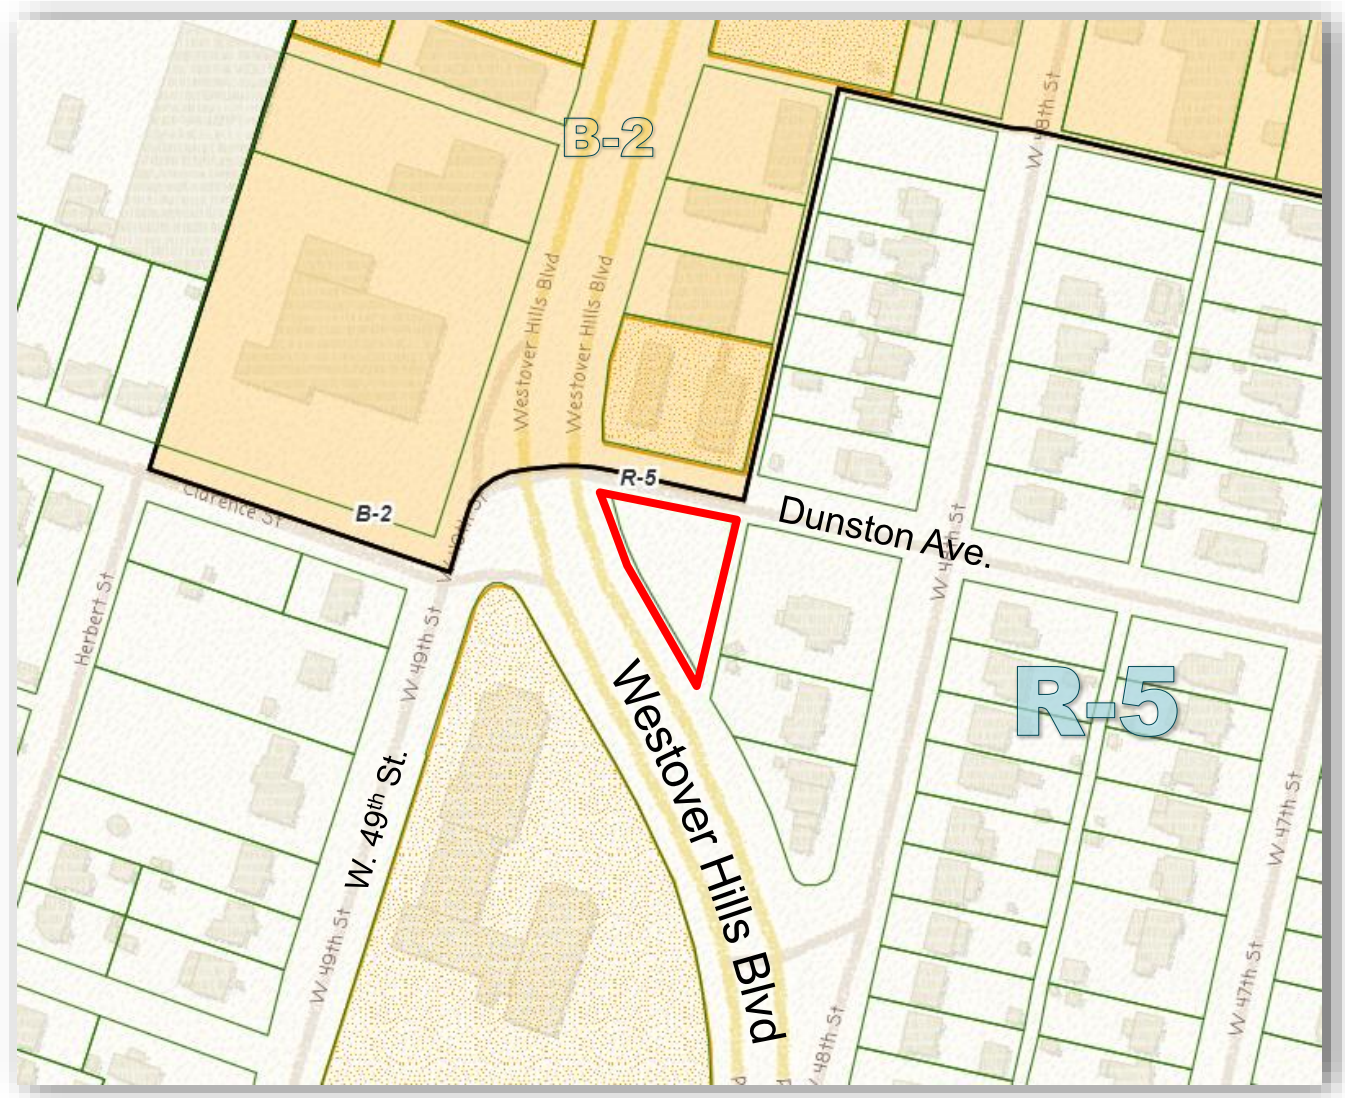 W 48th St
B-2
Westover Hills Blvd
Westover Hills Blvd
R-5
Clarence St
B-2
W 49th St
Dunston Ave.
W 48th St
Herbert St
W 49th St
Westover Hills Blvd
R-5
W. 49th St.
W 47th St
W 49th St
W 47th St
W 48th St